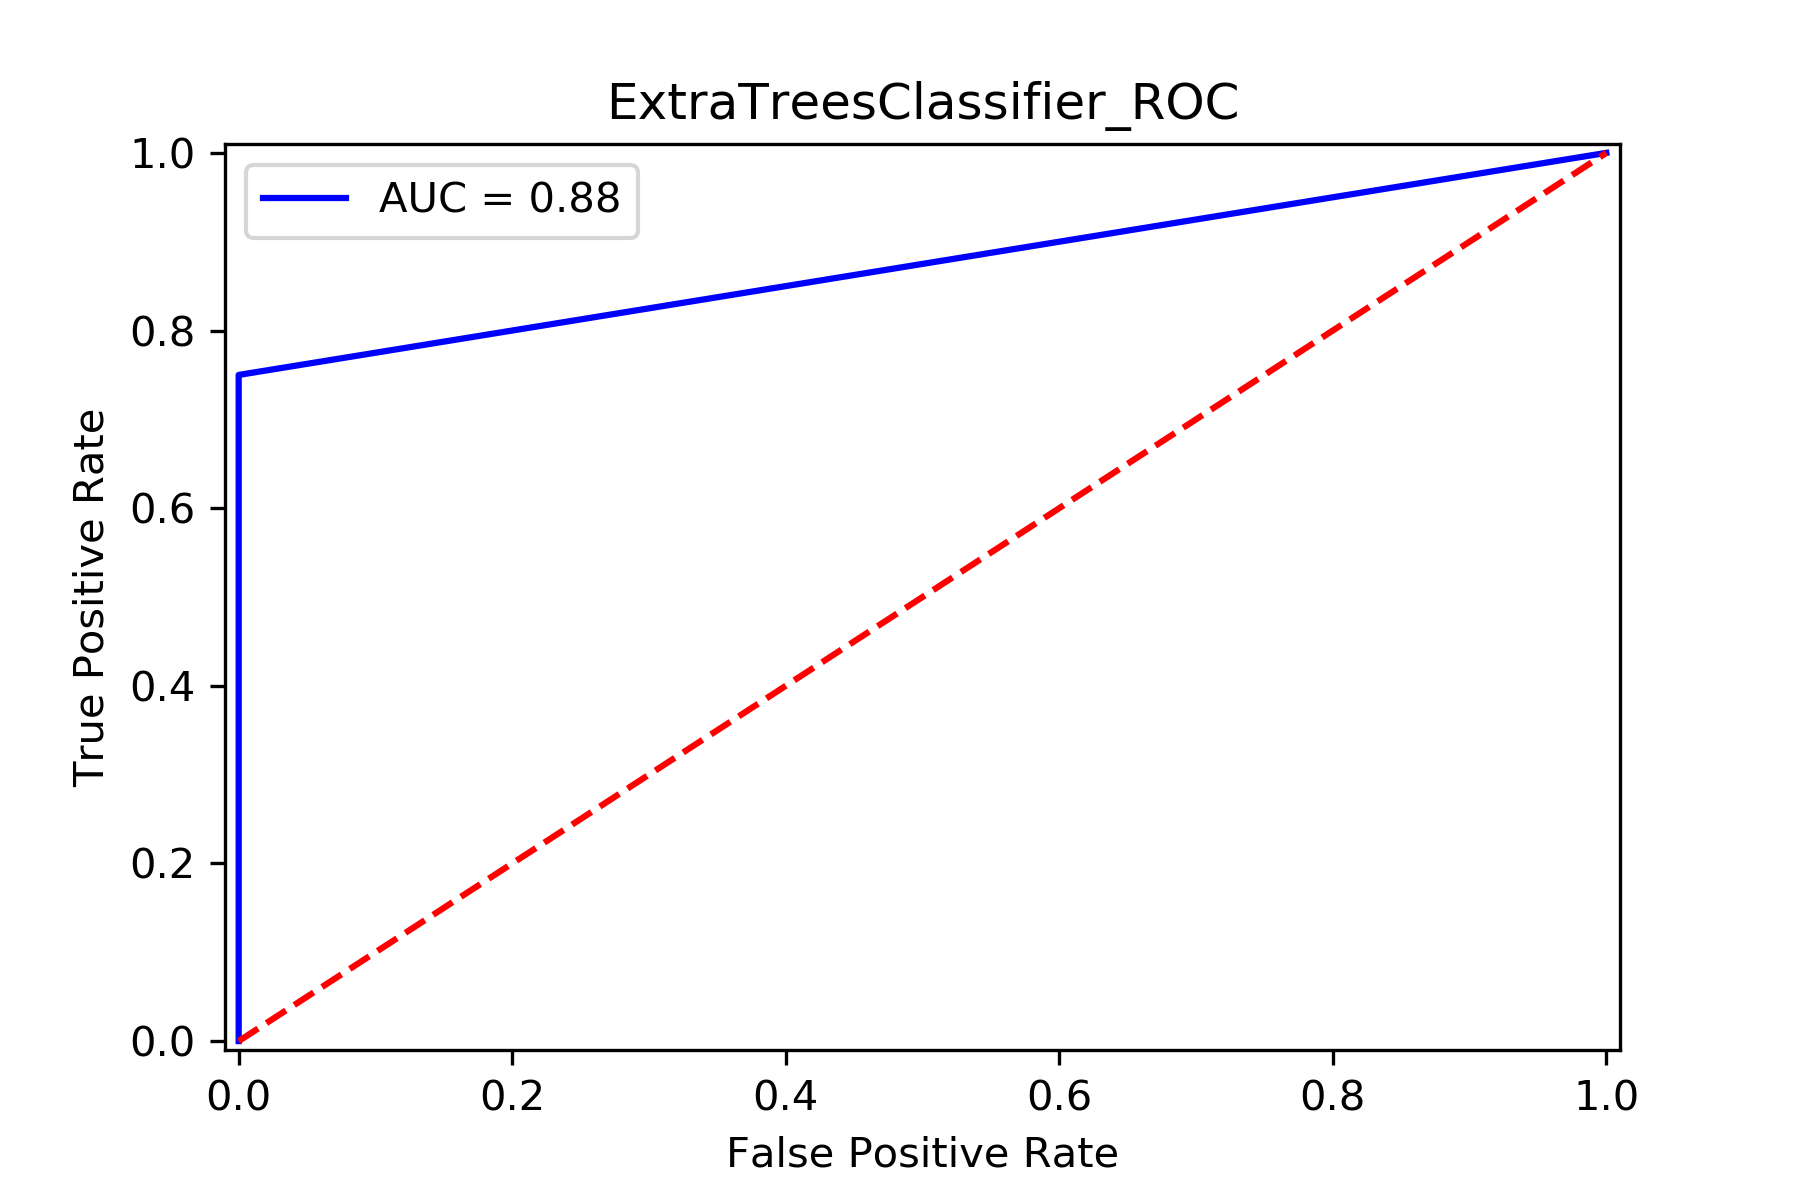 ExtraTreesClassifier_ROC
AUC = 0.88
True Positive Rate
1.0
0.8
0.6
0.4
0.2
0.0
0.0 0.2 0.4 0.6 0.8 1.0
False Positive Rate